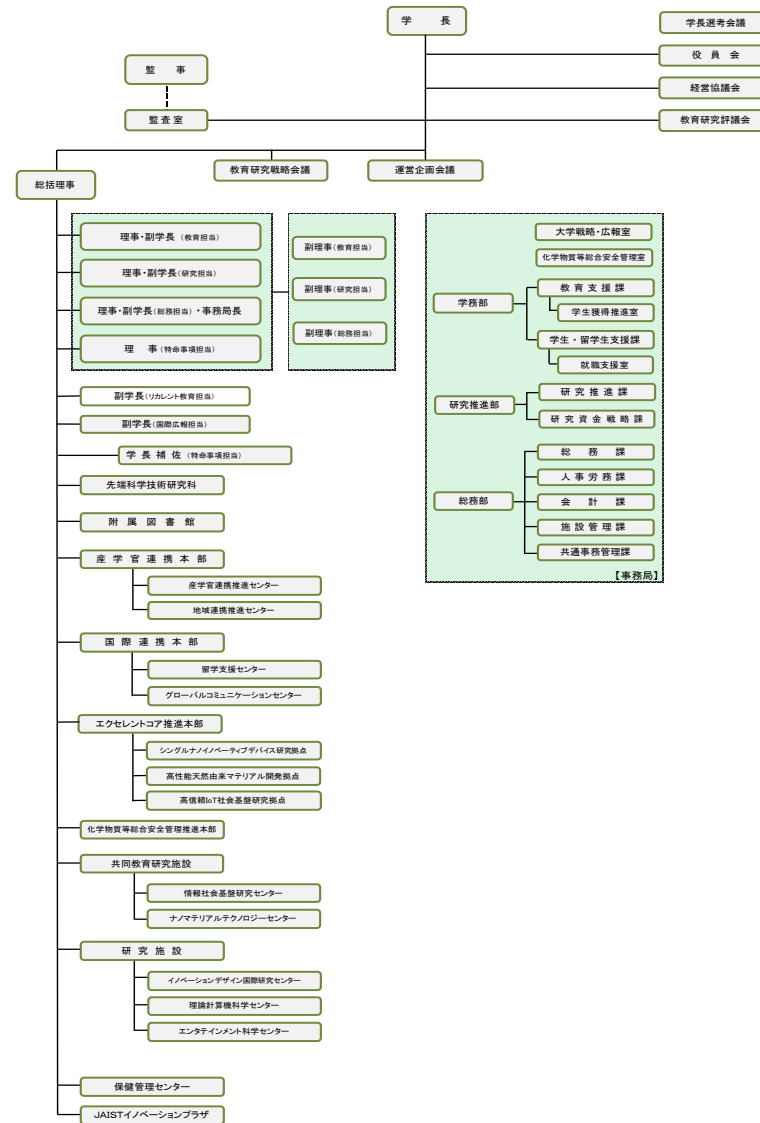 学 長
学長選考会議
役 員 会
監 事
経営協議会
監査室
教育研究評議会
教育研究戦略会議
運営企画会議
総括理事
理事・副学長 (教育担当)
理事・副学長 (研究担当)
理事・副学長(総務担当)・事務局長
理 事 (特命事項担当)
副理事(教育担当)
副理事(研究担当)
副理事(総務担当)
大学戦略・広報室
化学物質等総合安全管理室
学務部
教育支援課
学生獲得推進室
学生・留学生支援課
就職支援室
研究推進部
研究推進課
研究資金戦略課
総務部
総 務 課
人事労務課
会 計 課
施設管理課
共通事務管理課
【事務局】
副学長(リカレント教育担当)
副学長(国際広報担当)
学長補佐 (特命事項担当)
先端科学技術研究科
附属図書館
産学官連携本部
産学官連携推進センター
地域連携推進センター
国際連携本部
留学支援センター
グローバルコミュニケーションセンター
エクセレントコア推進本部
シングルナノイノベーティブデバイス研究拠点
高性能天然由来マテリアル開発拠点
高信頼IoT社会基盤研究拠点
化学物質等総合安全管理推進本部
共同教育研究施設
情報社会基盤研究センター
ナノマテリアルテクノロジーセンター
研究施設
イノベーションデザイン国際研究センター
理論計算機科学センター
エンタテインメント科学センター
保健管理センター
JAISTイノベーションプラザ